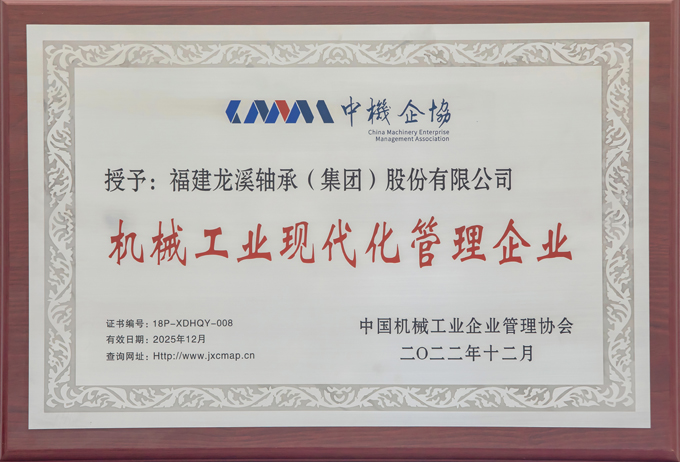 中機企協
China Machinery Enterprise
Management Association
授予：福建龙溪轴承（集团）股份有限公司
机械工业现代化管理企业
证书编号：18P-XDHQY-008
有效日期：2025年12月
查询网址：Http://www.jxcmap.cn
中国机械工业企业管理协会
二〇二二年十二月